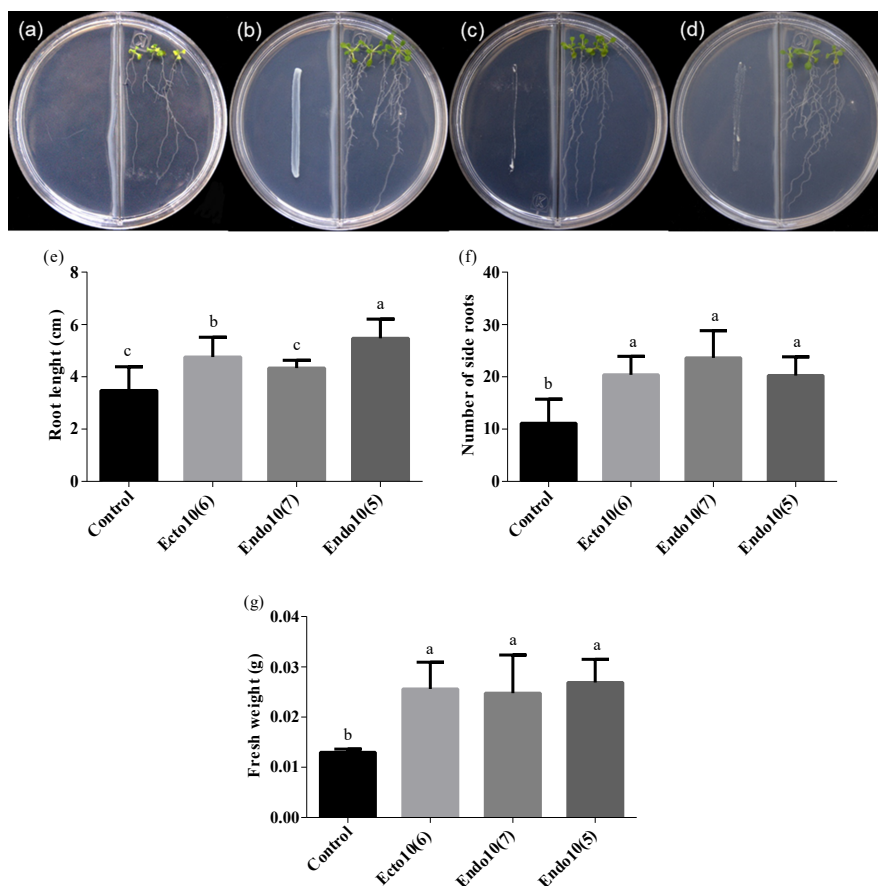 (a)
(b)
(c)
(d)
(e)
8
6
4
2
0
Root lenght (cm)
c
b
c
a
Control
Ecto10(6)
Endo10(7)
Endo10(5)
(f)
40
30
20
10
0
Number of side roots
b
a
a
a
Control
Ecto10(6)
Endo10(7)
Endo10(5)
(g)
0.04
0.03
0.02
0.01
0.00
Fresh weight (g)
b
a
a
a
Control
Ecto10(6)
Endo10(7)
Endo10(5)